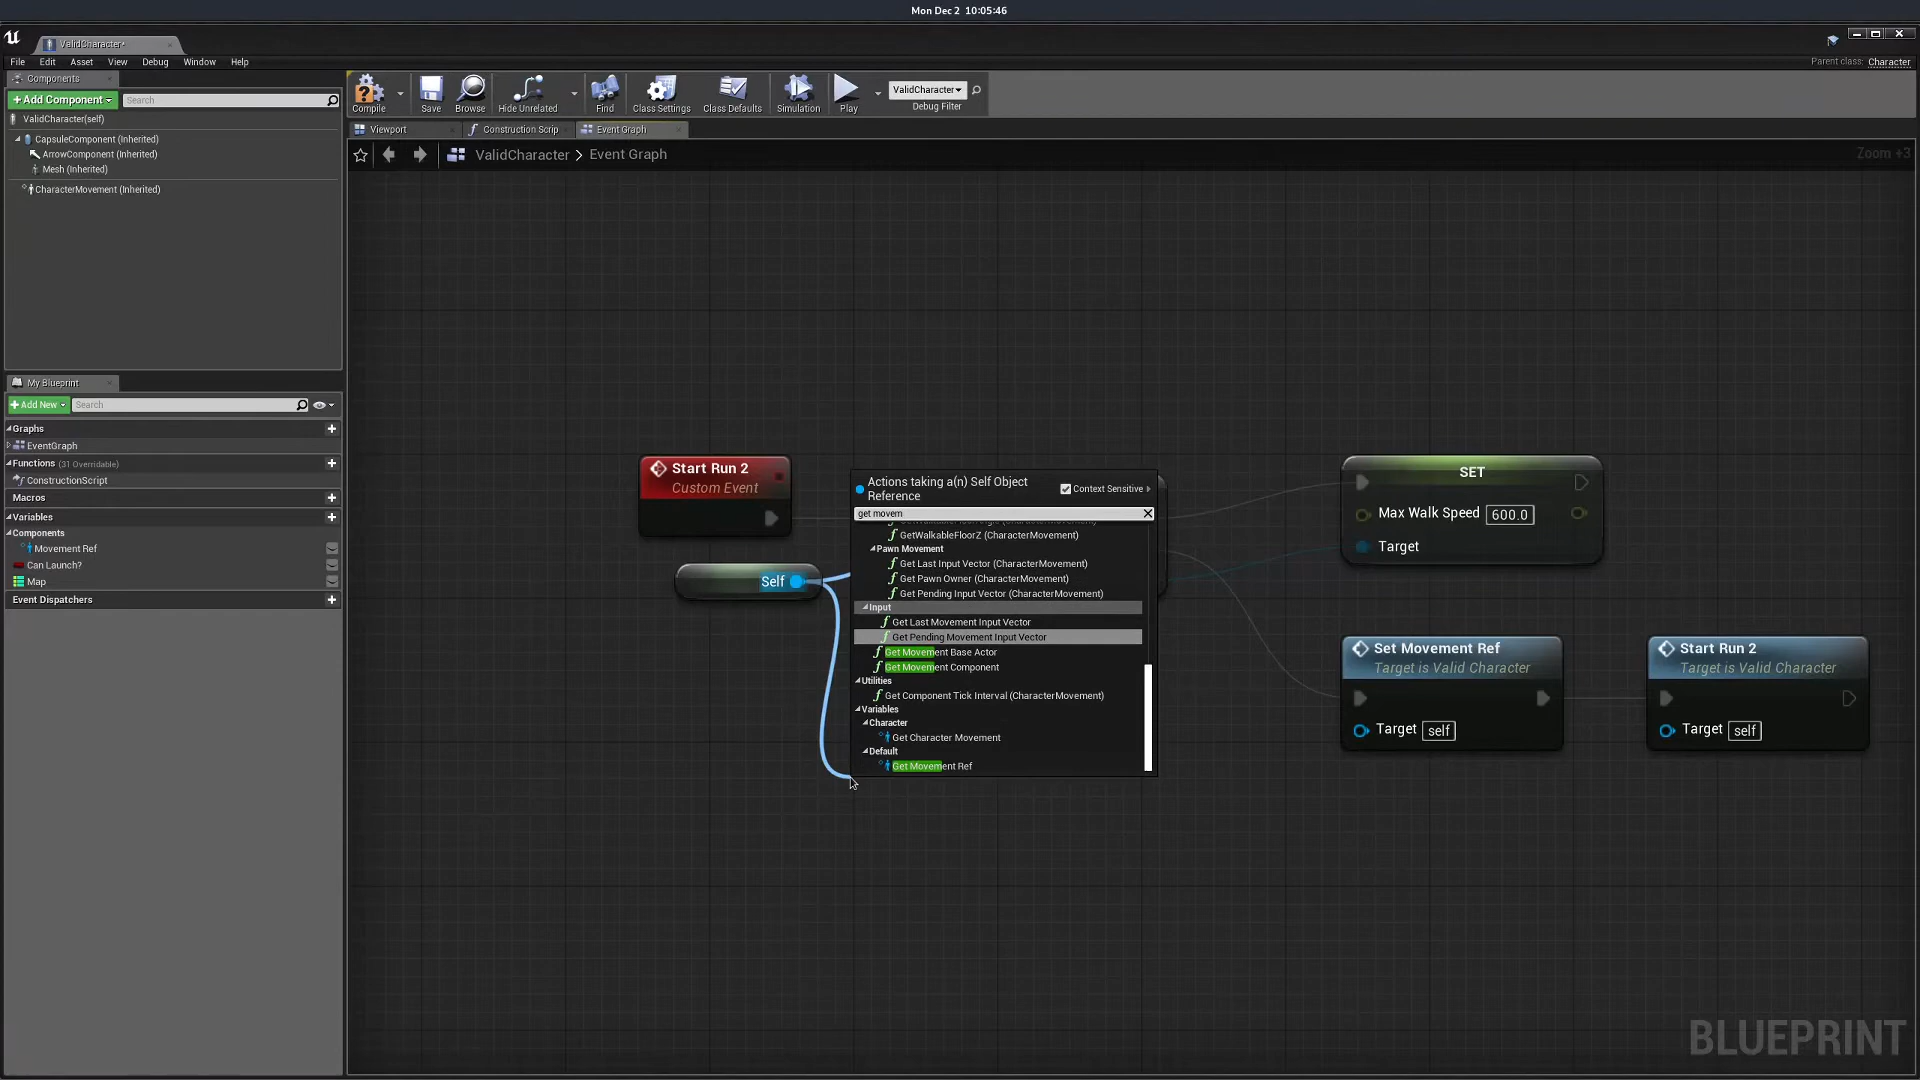 Mon Dec 2 10:05:46
ValidCharacter*
File Edit Asset View Debug Window Help
Parent class: Character
Components
+Add Component
Search
ValidCharacter(self)
CapsuleComponent (Inherited)
ArrowComponent (Inherited)
Mesh (Inherited)
CharacterMovement (Inherited)
Compile
Save
Browse
Hide Unrelated
Find
Class Settings
Class Defaults
Simulation
Play
ValidCharacter
Debug Filter
Viewport
Construction Scrip
Event Graph
ValidCharacter > Event Graph
Zoom +3
My Blueprint
+Add New
Search
Graphs
EventGraph
Functions (31 Overridable)
ConstructionScript
Macros
Variables
Components
Movement Ref
Can Launch?
Map
Event Dispatchers
Start Run 2
Custom Event
Self
Actions taking a(n) Self Object
Reference
Context Sensitive
get movem
GetWalkableFloorZ (CharacterMovement)
Pawn Movement
Get Last Input Vector (CharacterMovement)
Get Pawn Owner (CharacterMovement)
Get Pending Input Vector (CharacterMovement)
Input
Get Last Movement Input Vector
Get Pending Movement Input Vector
Get Movement Base Actor
Get Movement Component
Utilities
Get Component Tick Interval (CharacterMovement)
Variables
Character
Get Character Movement
Default
Get Movement Ref
SET
Max Walk Speed 600.0
Target
Set Movement Ref
Target is Valid Character
Target self
Start Run 2
Target is Valid Character
Target self
BLUEPRINT